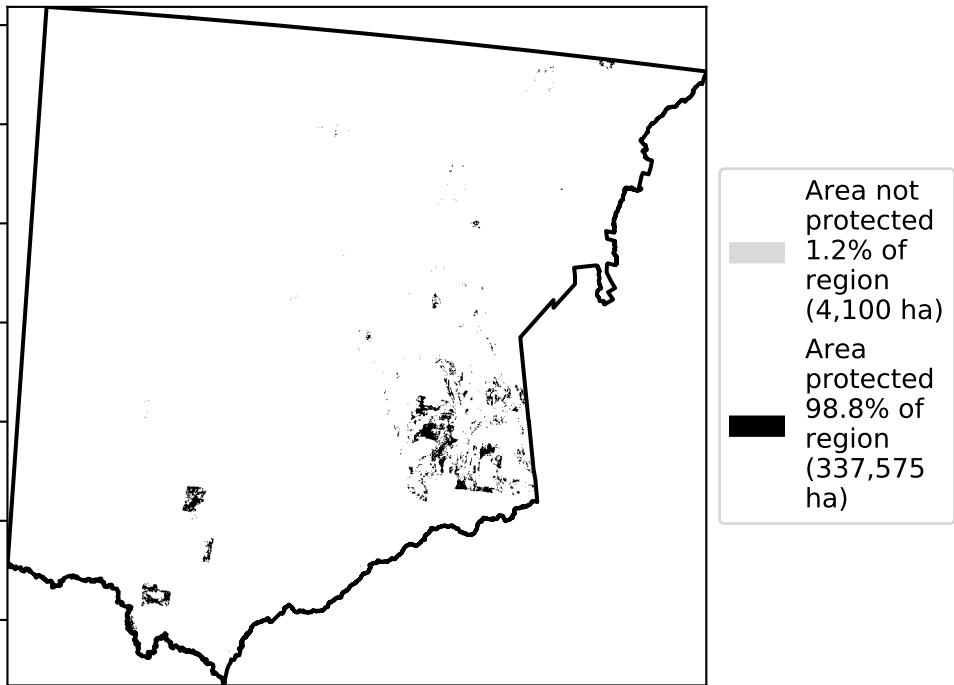 Area not
protected
1.2% of
region
(4,100 ha)
Area
protected
98.8% of
region
(337,575
ha)